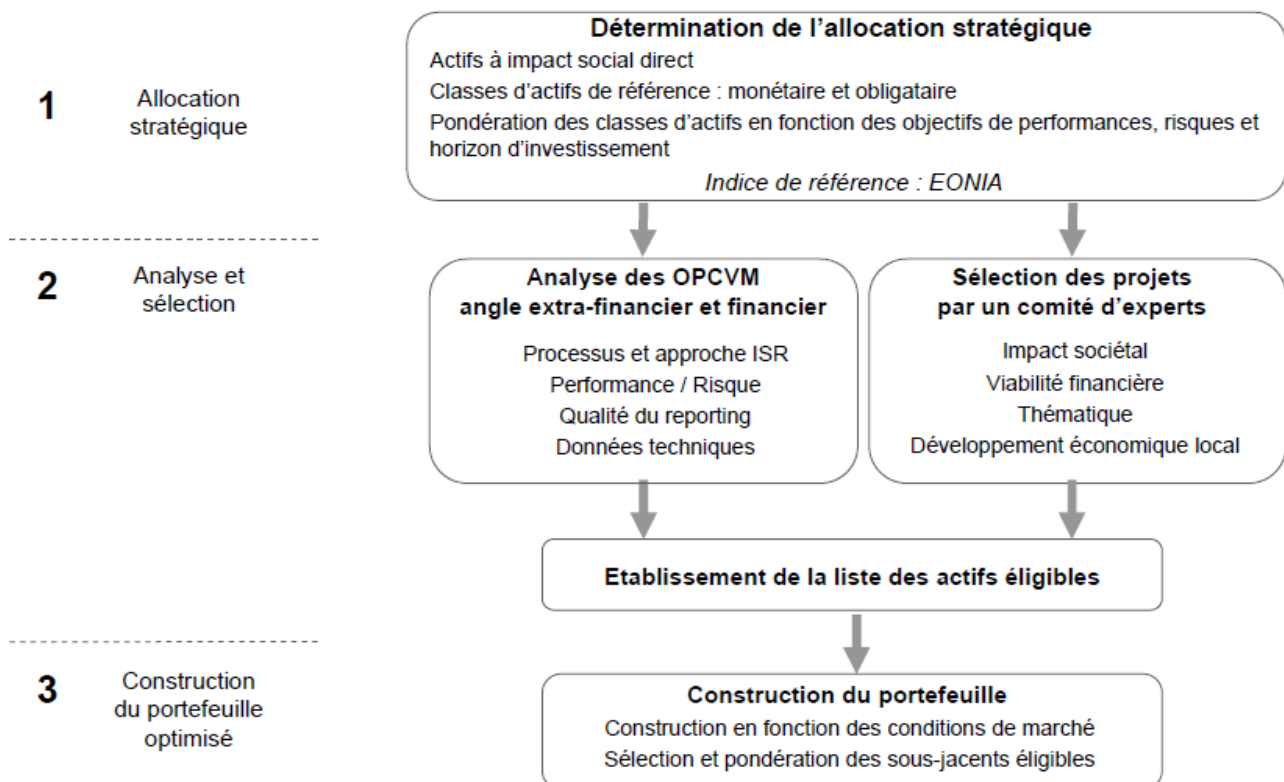 Détermination de l'allocation stratégique
Actifs à impact social direct
Classes d'actifs de référence : monétaire et obligataire
Pondération des classes d'actifs en fonction des objectifs de performances, risques et
horizon d'investissement
Indice de référence : EONIA
1
Allocation
stratégique
2
Analyse et
sélection
Analyse des OPCVM
angle extra-financier et financier
Processus et approche ISR
Performance / Risque
Qualité du reporting
Données techniques
Sélection des projets
par un comité d'experts
Impact sociétal
Viabilité financière
Thématique
Développement économique local
Etablissement de la liste des actifs éligibles
3
Construction
du portefeuille
optimisé
Construction du portefeuille
Construction en fonction des conditions de marché
Sélection et pondération des sous-jacents éligibles